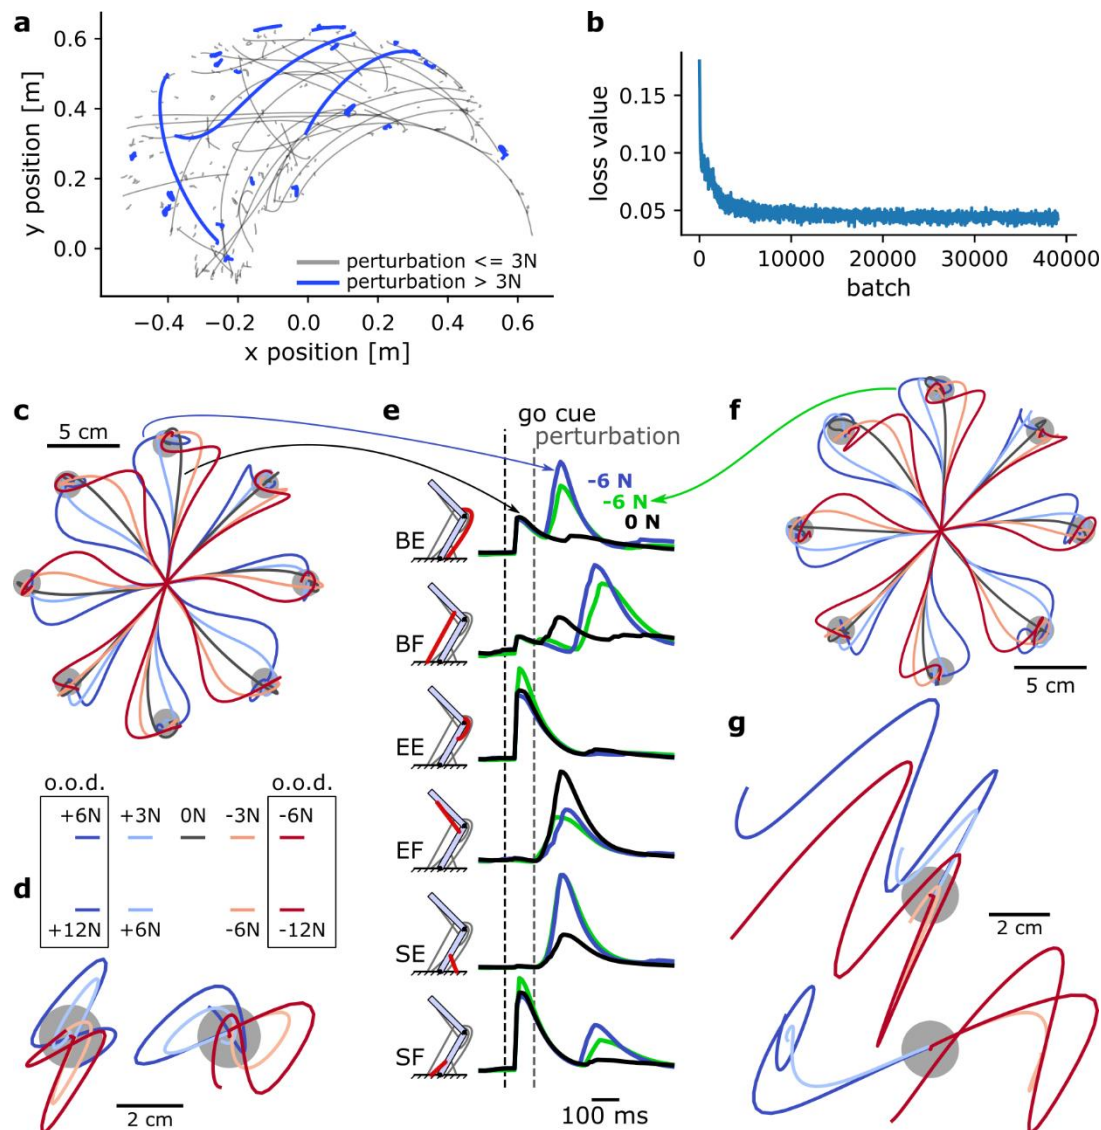 a
y position [m]
0.6
0.4
0.2
0.0
perturbation <= 3N
perturbation > 3N
−0.4 −0.2 0.0 0.2 0.4 0.6
x position [m]
b
loss value
0.15
0.10
0.05
0 10000 20000 30000 40000
batch
c
5 cm
e
go cue
perturbation
-6 N
-6 N
0 N
BE
BF
EE
EF
SE
SF
100 ms
f
5 cm
o.o.d. o.o.d.
+6N +3N 0N -3N -6N
d
+12N +6N -6N -12N
2 cm
g
2 cm